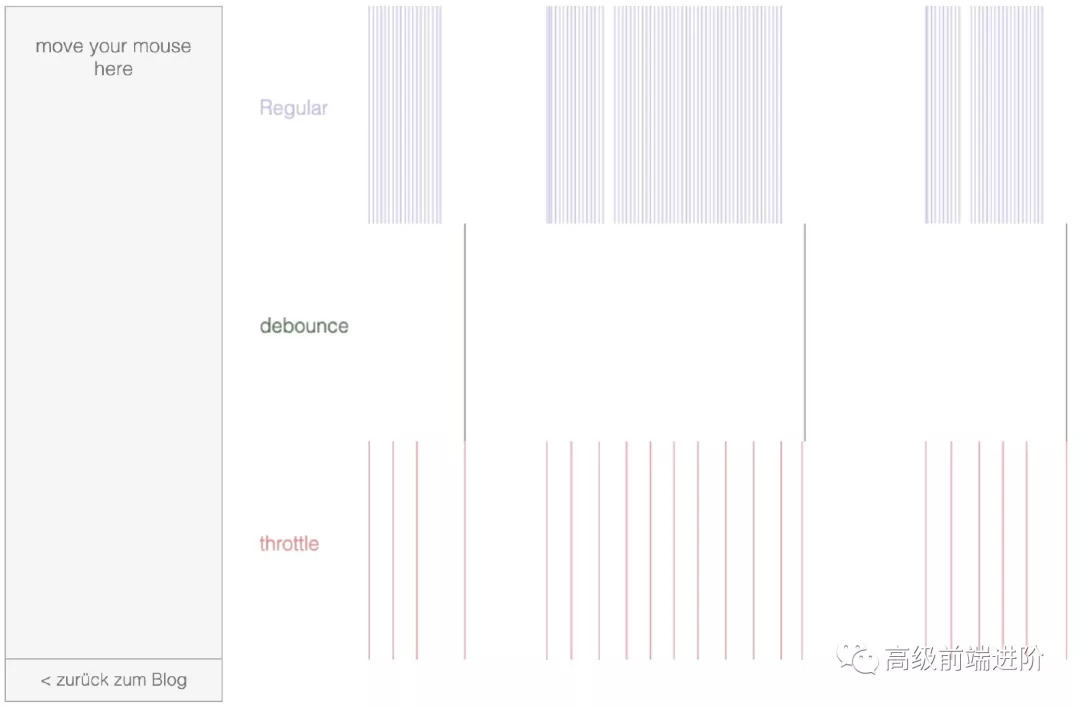 move your mouse
here
Regular
debounce
throttle
高级前端进阶
< zurück zum Blog